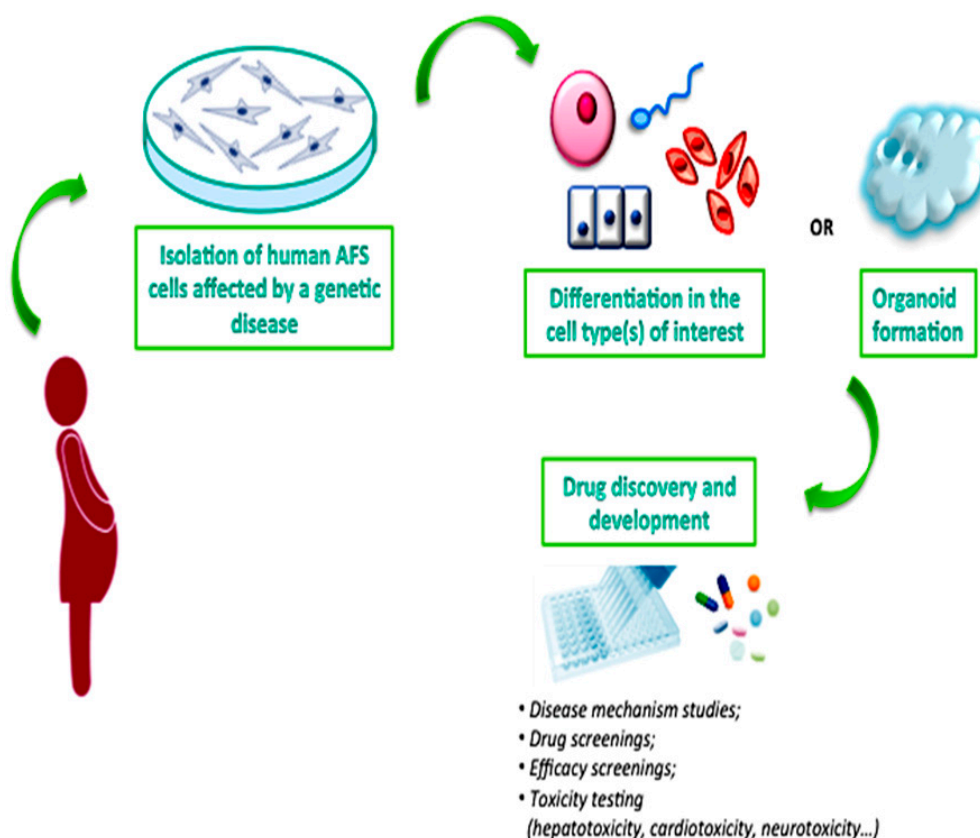 Isolation of human AFS
cells affected by a genetic
disease
Differentiation in the
cell type(s) of interest
OR
Organoid
formation
Drug discovery and
development
• Disease mechanism studies;
• Drug screenings;
• Efficacy screenings;
• Toxicity testing
(hepatotoxicity, cardiotoxicity, neurotoxicity...)